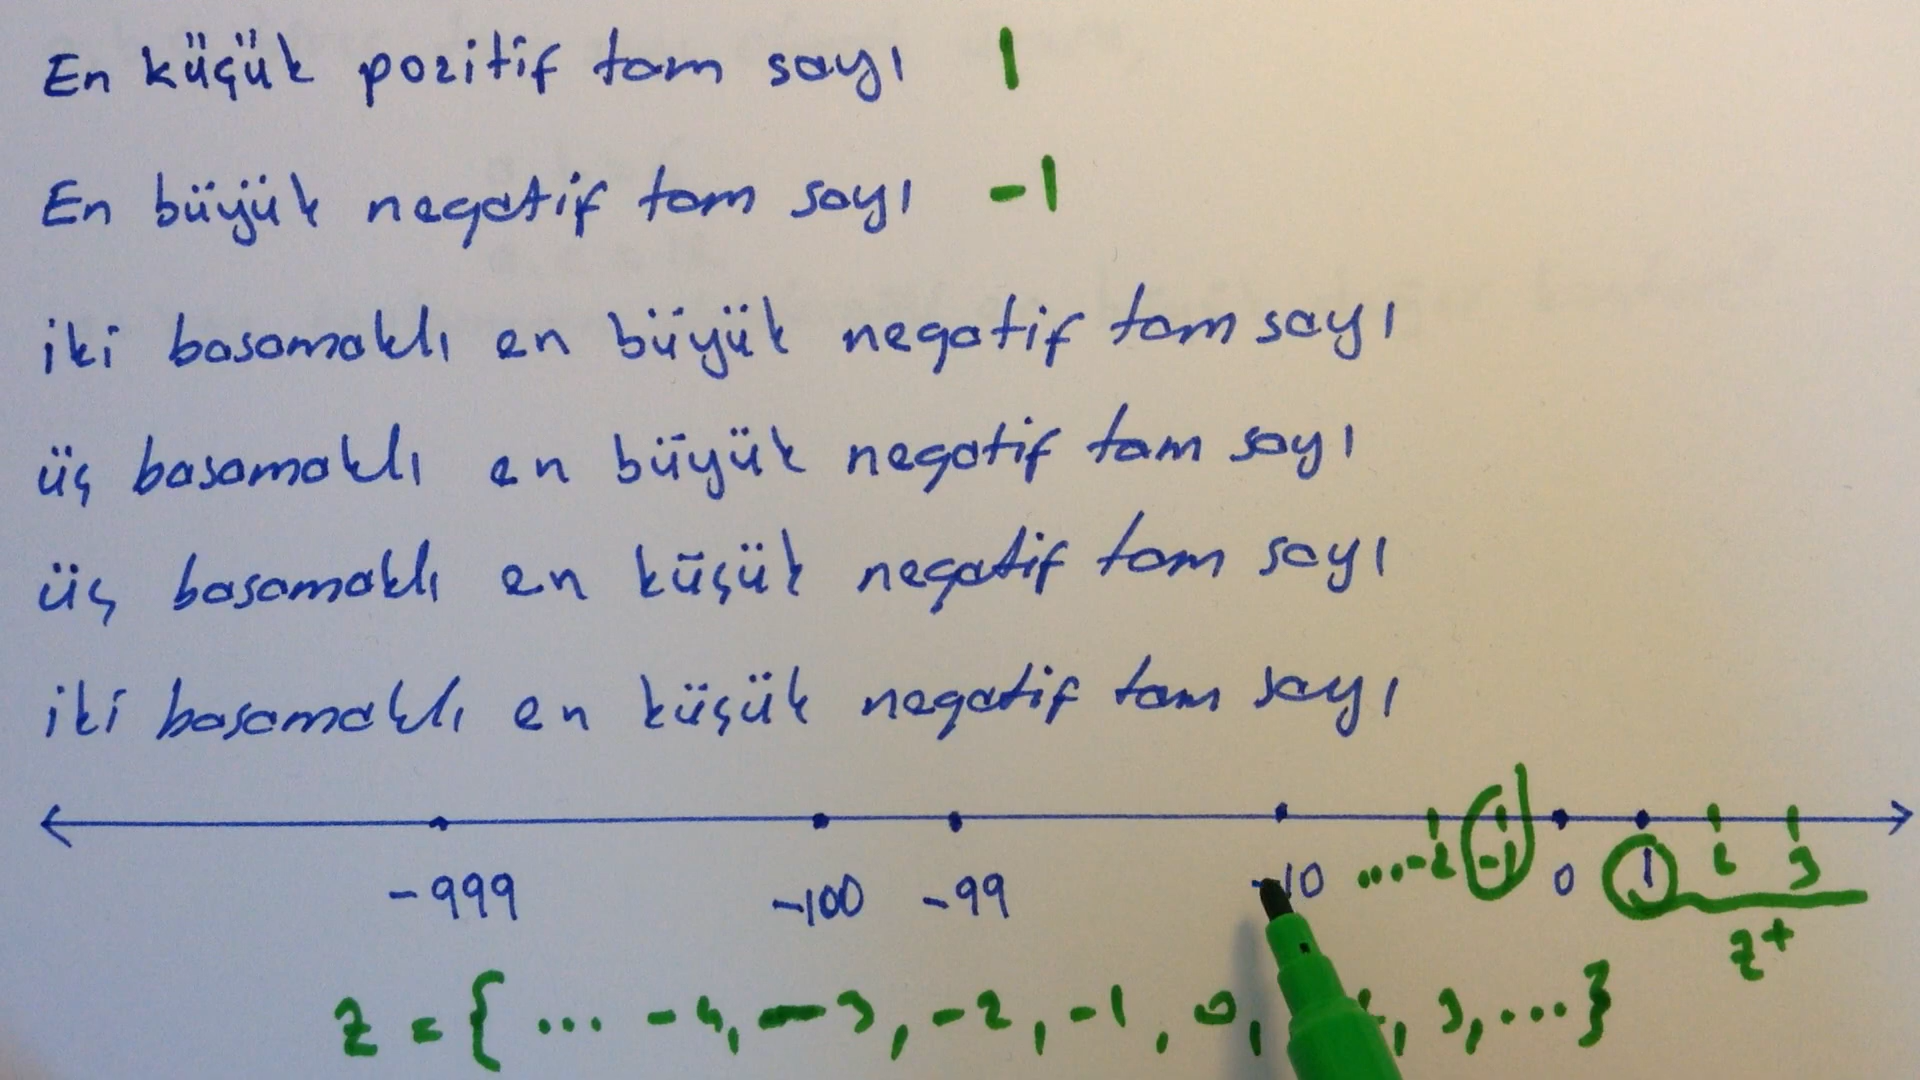 En küçük pozitif tam sayı 1
En büyük negatif tam sayı -1
iki basamaklı en büyük negatif tam sayı
üç basamaklı en büyük negatif tam sayı
üç basamaklı en küçük negatif tam sayı
iki basamaklı en küçük negatif tam sayı
-999 -100 -99 -10 ...-2 -1 0 1 2 3
Z+
Z = { ... -4, -3, -2, -1, 0, 3, ... }